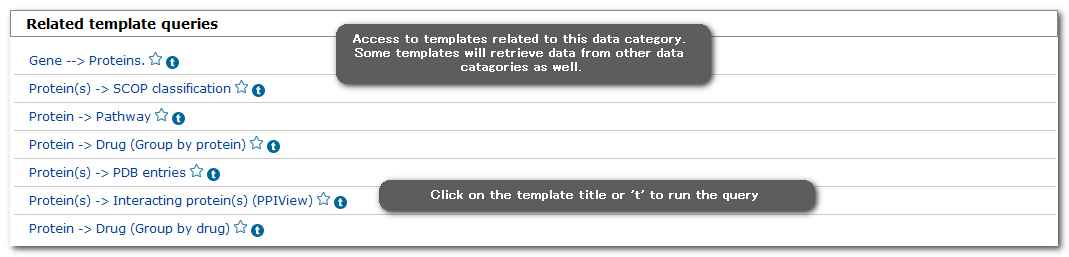 Related template queries
Access to templates related to this data category.
Some templates will retrieve data from other data
catagories as well.
Gene --> Proteins. t
Protein(s) -> SCOP classification t
Protein -> Pathway t
Protein -> Drug (Group by protein) t
Protein(s) -> PDB entries t
Click on the template title or 't' to run the query
Protein(s) -> Interacting protein(s) (PPIView) t
Protein -> Drug (Group by drug) t